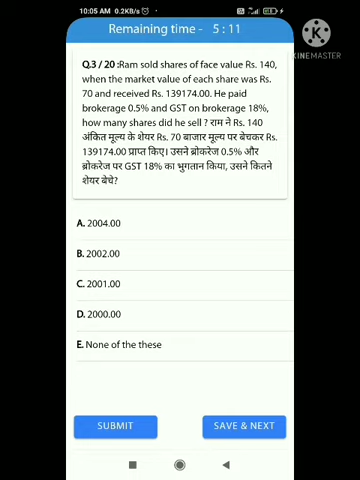 10:05 AM 0.2KB/s
Remaining time - 5 : 11
KINEMASTER
Q.3 / 20 :Ram sold shares of face value Rs. 140,
when the market value of each share was Rs.
70 and received Rs. 139174.00. He paid
brokerage 0.5% and GST on brokerage 18%,
how many shares did he sell ? राम ने Rs. 140
अंकित मूल्य के शेयर Rs. 70 बाजार मूल्य पर बेचकर Rs.
139174.00 प्राप्त किए। उसने ब्रोकरेज 0.5% और
ब्रोकरेज पर GST 18% का भुगतान किया, उसने कितने
शेयर बेचे?
A. 2004.00
B. 2002.00
C. 2001.00
D. 2000.00
E. None of the these
SUBMIT
SAVE & NEXT